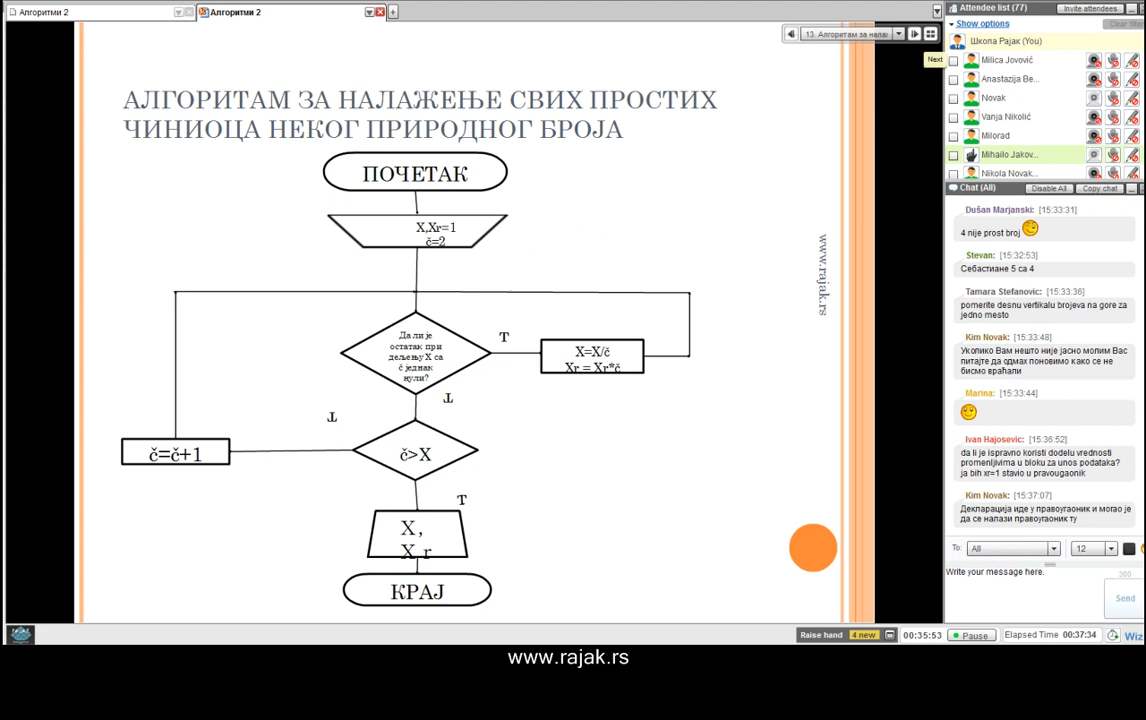 Алгоритми 2
Алгоритми 2
13. Алгоритам за нала
Next
АЛГОРИТАМ ЗА НАЛАЖЕЊЕ СВИХ ПРОСТИХ
ЧИНИОЦА НЕКОГ ПРИРОДНОГ БРОЈА
ПОЧЕТАК
X,Xr=1
č=2
Да ли је
остатак при
дељењу X са
č једнак
нули?
T
X=X/č
Xr = Xr*č
⊥
⊥
č=č+1
č>X
T
X,
X r
КРАЈ
www.rajak.rs
Attendee list (77)
Invite attendees
Show options
Clear
Школа Рајак (You)
Milica Jovović
Anastazija Be...
Novak
Vanja Nikolić
Milorad
Mihailo Jakov...
Nikola Novak...
Chat (All)
Disable All
Copy chat
Dušan Marjanski: [15:33:31]
4 nije prost broj
Stevan: [15:32:53]
Себастиане 5 са 4
Tamara Stefanovic: [15:33:36]
pomerite desnu vertikalu brojeva na gore za
jedno mesto
Kim Novak: [15:33:48]
Уколико Вам нешто није јасно молим Вас
питајте да одмах поновимо како се не
бисмо враћали
Marina: [15:33:44]
Ivan Hajosevic: [15:36:52]
da li je ispravno koristi dodelu vrednosti
promenljivima u bloku za unos podataka?
ja bih xr=1 stavio u pravougaonik
Kim Novak: [15:37:07]
Декларација иде у правоугаоник и могао је
да се налази правоугаоник ту
To:
All
12
Write your message here.
300
Send
Raise hand
4 new
00:35:53
Pause
Elapsed Time
00:37:34
Wiz
www.rajak.rs